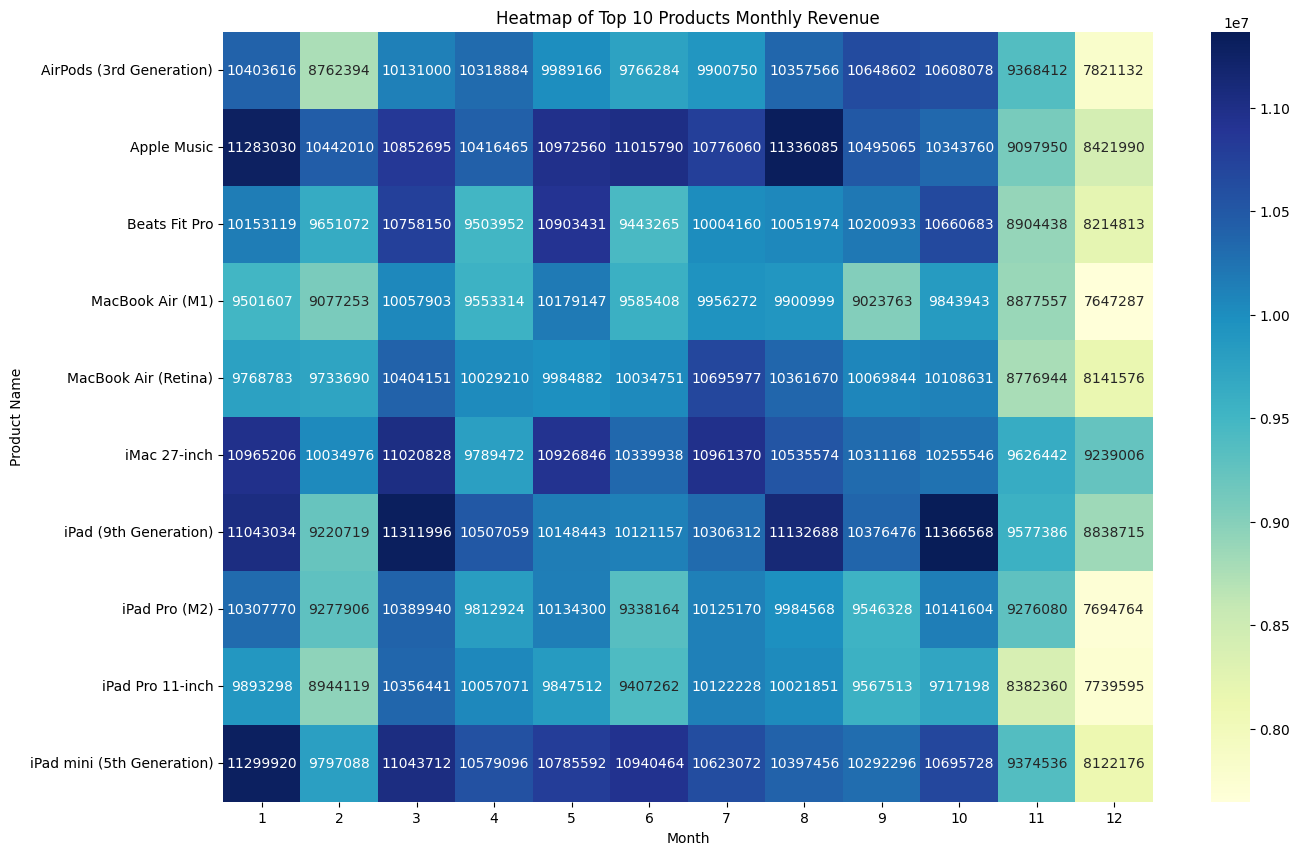 Heatmap of Top 10 Products Monthly Revenue
1e7
AirPods (3rd Generation) 10403616 8762394 10131000 10318884 9989166 9766284 9900750 10357566 10648602 10608078 9368412 7821132
Apple Music 11283030 10442010 10852695 10416465 10972560 11015790 10776060 11336085 10495065 10343760 9097950 8421990
Beats Fit Pro 10153119 9651072 10758150 9503952 10903431 9443265 10004160 10051974 10200933 10660683 8904438 8214813
MacBook Air (M1) 9501607 9077253 10057903 9553314 10179147 9585408 9956272 9900999 9023763 9843943 8877557 7647287
MacBook Air (Retina) 9768783 9733690 10404151 10029210 9984882 10034751 10695977 10361670 10069844 10108631 8776944 8141576
iMac 27-inch 10965206 10034976 11020828 9789472 10926846 10339938 10961370 10535574 10311168 10255546 9626442 9239006
iPad (9th Generation) 11043034 9220719 11311996 10507059 10148443 10121157 10306312 11132688 10376476 11366568 9577386 8838715
iPad Pro (M2) 10307770 9277906 10389940 9812924 10134300 9338164 10125170 9984568 9546328 10141604 9276080 7694764
iPad Pro 11-inch 9893298 8944119 10356441 10057071 9847512 9407262 10122228 10021851 9567513 9717198 8382360 7739595
iPad mini (5th Generation) 11299920 9797088 11043712 10579096 10785592 10940464 10623072 10397456 10292296 10695728 9374536 8122176
1 2 3 4 5 6 7 8 9 10 11 12
Month
Product Name
1.10
1.05
1.00
0.95
0.90
0.85
0.80